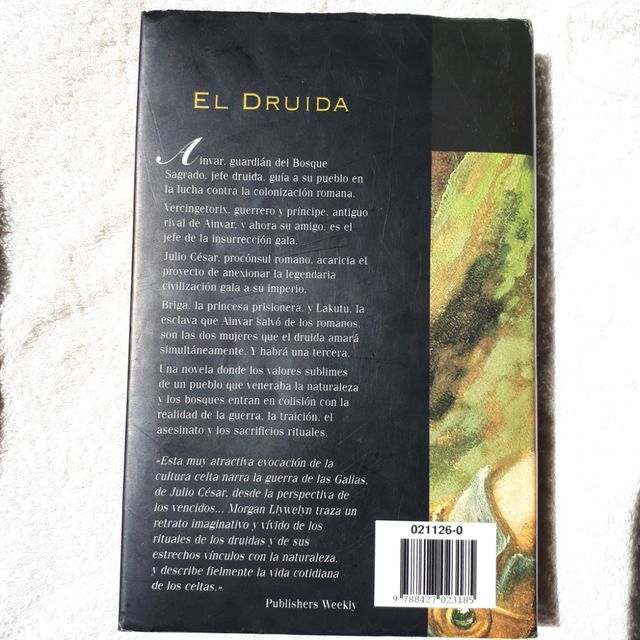 EL DRUIDA
Ainvar, guardián del Bosque
Sagrado, jefe druida, guía a su pueblo en
la lucha contra la colonización romana.
Vercingetorix, guerrero y príncipe, antiguo
rival de Ainvar, y ahora su amigo, es el
jefe de la insurrección gala.
Julio César, procónsul romano, acaricia el
proyecto de anexionar la legendaria
civilización gala a su imperio.
Briga, la princesa prisionera, y Lakutu, la
esclava que Ainvar salvó de los romanos,
son las dos mujeres que el druida amará
simultáneamente. Y habrá una tercera.
Una novela donde los valores sublimes
de un pueblo que veneraba la naturaleza
y los bosques entran en colisión con la
realidad de la guerra, la traición, el
asesinato y los sacrificios rituales.
«Esta muy atractiva evocación de la
cultura celta narra la guerra de las Galias,
de Julio César, desde la perspectiva de
los vencidos... Morgan Llywelyn traza un
retrato imaginativo y vívido de los
rituales de los druidas y de sus
estrechos vínculos con la naturaleza,
y describe fielmente la vida cotidiana
de los celtas.»
Publishers Weekly
021126-0
9 788427 023185